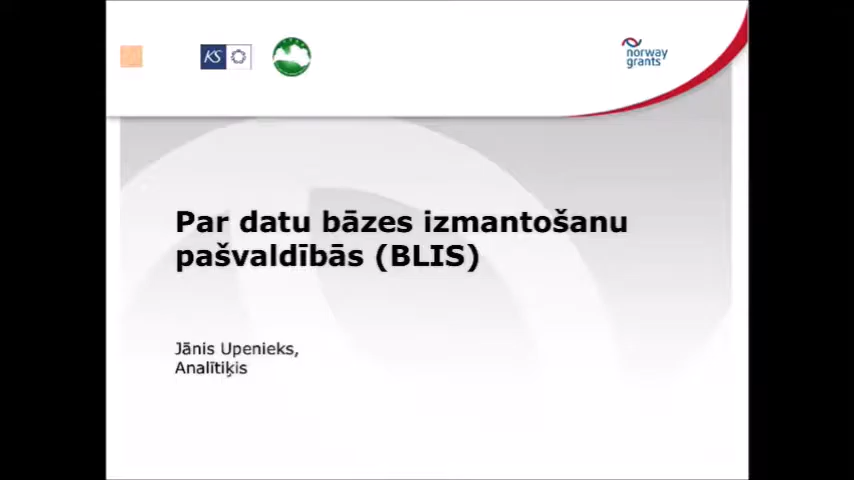 KS
norway
grants
Par datu bāzes izmantošanu
pašvaldībās (BLIS)
Jānis Upenieks,
Analītiķis